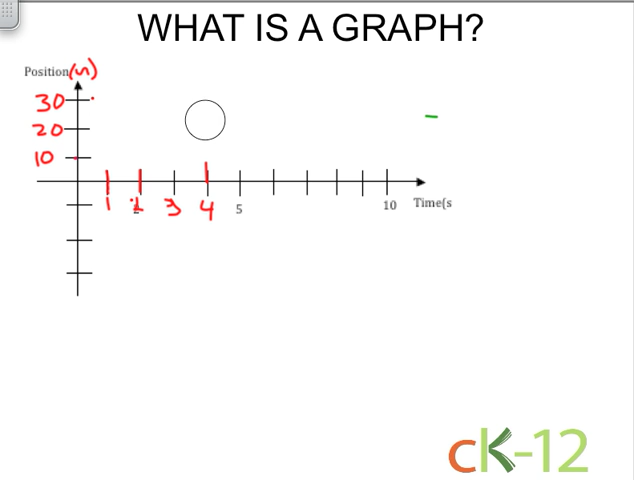 WHAT IS A GRAPH?
Position(m)
30
20
10
1 2 3 4 5 10 Time(s
ck-12